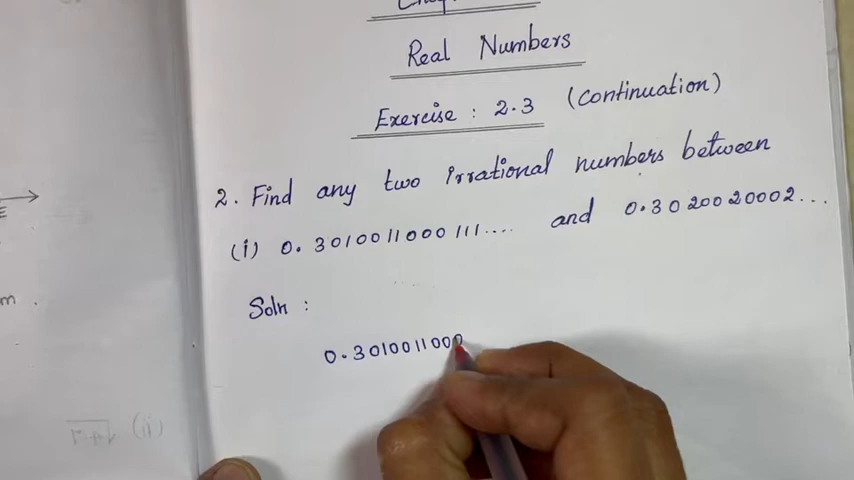 Real Numbers
Exercise : 2.3 (continuation)
2. Find any two irrational numbers between
(i) 0.3010011000111.... and 0.3020020002...
Soln :
0.3010011000